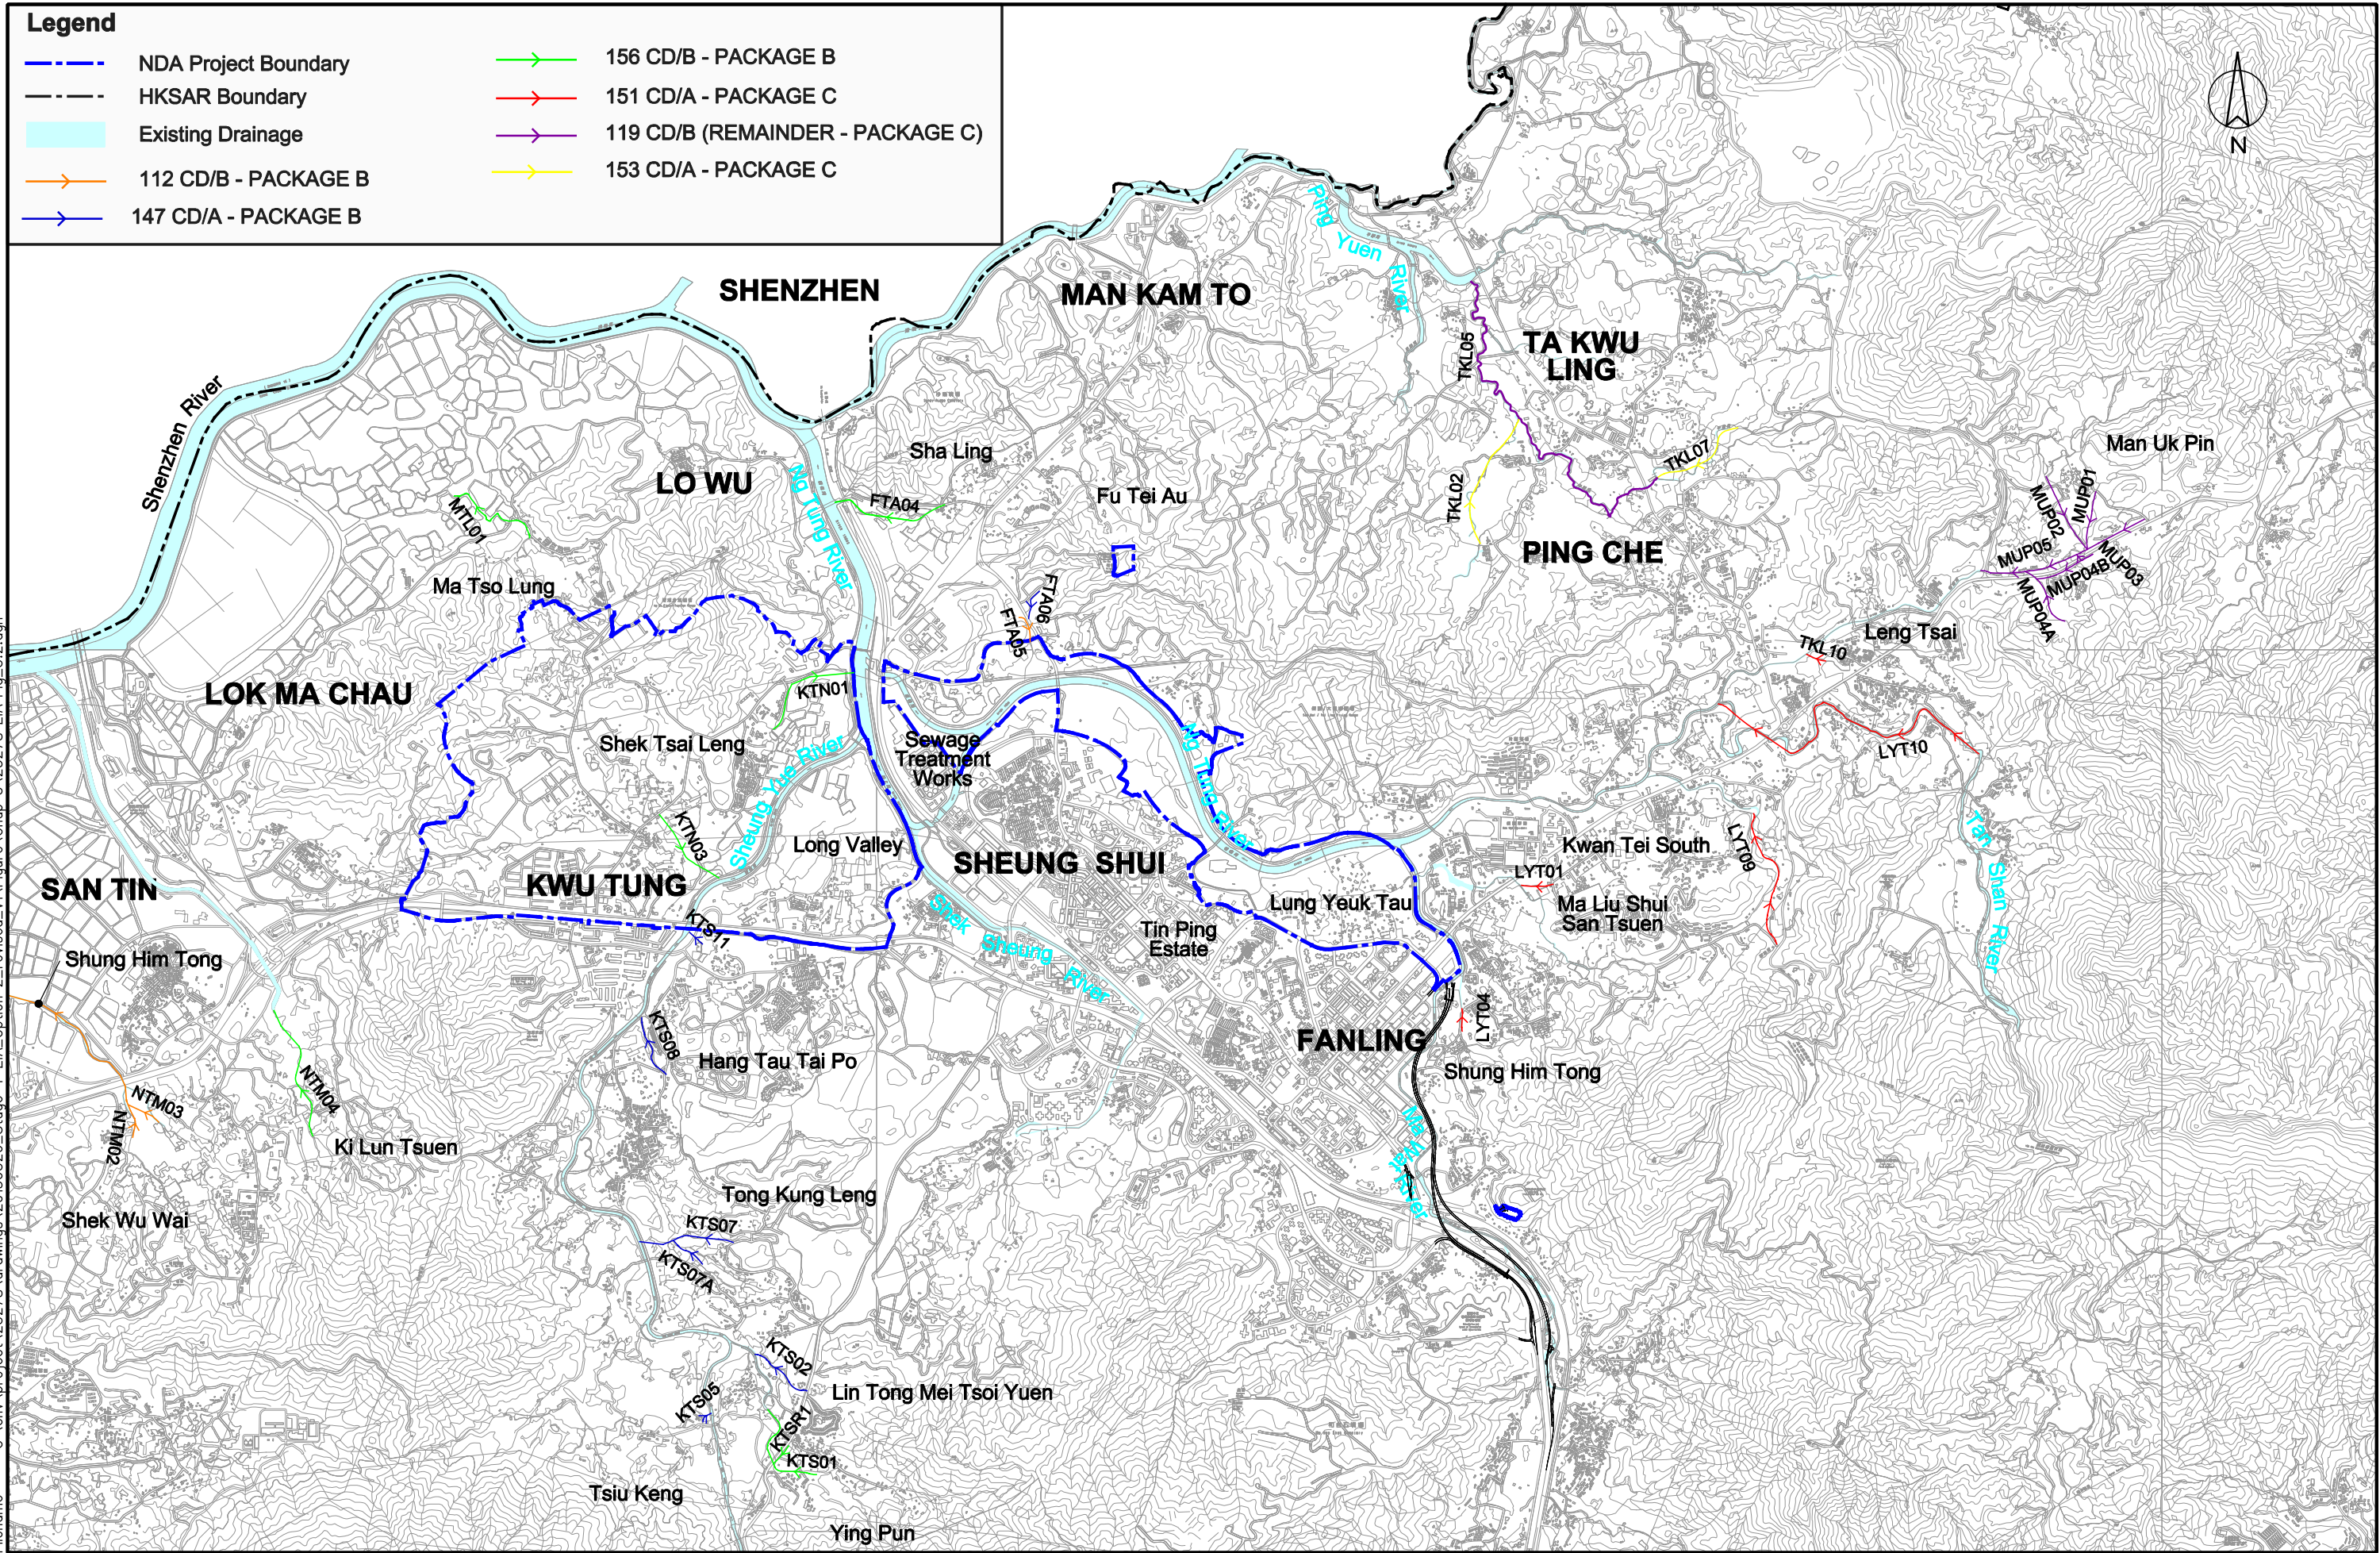 Legend
NDA Project Boundary
HKSAR Boundary
Existing Drainage
112 CD/B - PACKAGE B
147 CD/A - PACKAGE B
156 CD/B - PACKAGE B
151 CD/A - PACKAGE C
119 CD/B (REMAINDER - PACKAGE C)
153 CD/A - PACKAGE C
N
SHENZHEN
MAN KAM TO
Ping Yuen River
TA KWU
LING
TKL05
Shenzhen River
LO WU
Ng Tung River
Sha Ling
FTA04
Fu Tei Au
TKL02
TKL07
PING CHE
Man Uk Pin
MUP01
MUP02
MUP05
MUP03
MUP04B
MUP04A
MTL01
Ma Tso Lung
FTA06
FTA05
Leng Tsai
TKL10
LOK MA CHAU
KTN01
Shek Tsai Leng
Sheung Yue River
Sewage
Treatment
Works
Ng Tung River
LYT10
Tan Shan River
KTN03
Long Valley
SHEUNG SHUI
Kwan Tei South
LYT09
LYT01
Ma Liu Shui
San Tsuen
SAN TIN
KWU TUNG
KTS11
Shek Sheung River
Lung Yeuk Tau
Tin Ping
Estate
Shung Him Tong
KTS08
Hang Tau Tai Po
FANLING
LYT04
Shung Him Tong
NTM04
NTM03
NTM02
Ki Lun Tsuen
Ma Wat River
Tong Kung Leng
Shek Wu Wai
KTS07
KTS07A
KTS02
KTS05
Lin Tong Mei Tsoi Yuen
KTSR1
KTS01
Tsiu Keng
Ying Pun